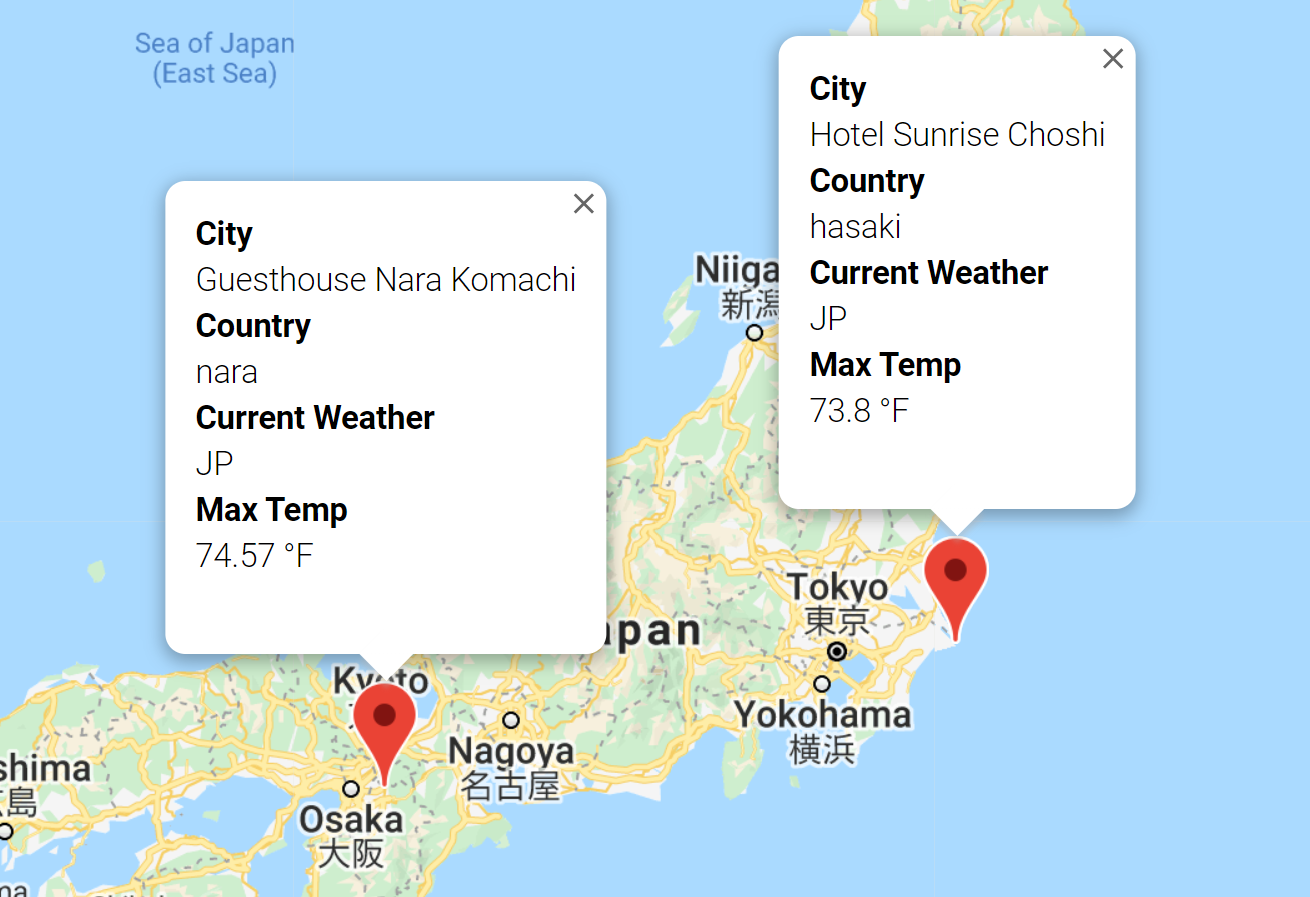 Sea of Japan
(East Sea)
City
Hotel Sunrise Choshi
Country
hasaki
Current Weather
JP
Max Temp
73.8 °F
City
Guesthouse Nara Komachi
Country
nara
Current Weather
JP
Max Temp
74.57 °F
Niiga
新潟
Tokyo
東京
apan
Yokohama
横浜
Kyoto
Nagoya
名古屋
Osaka
大阪
shima
島